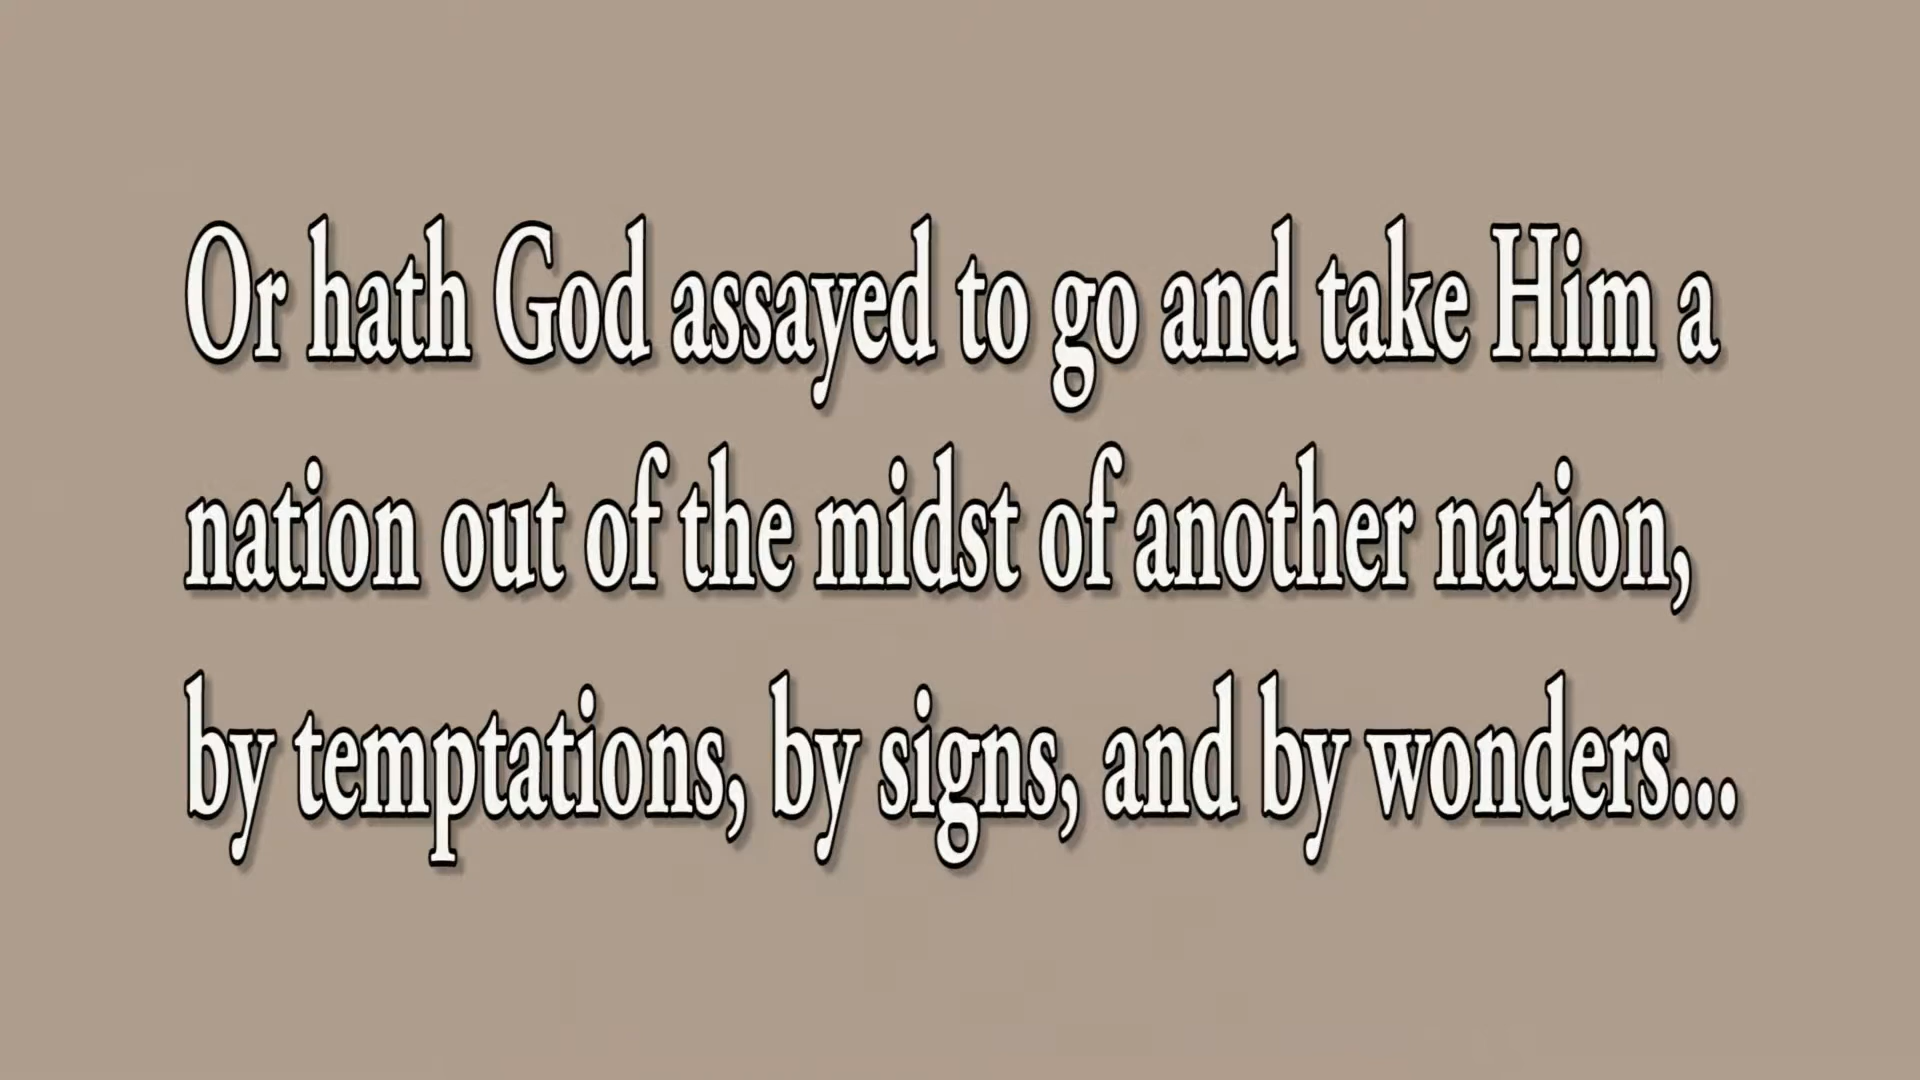 Or hath God assayed to go and take Him a
nation out of the midst of another nation,
by temptations, by signs, and by wonders...